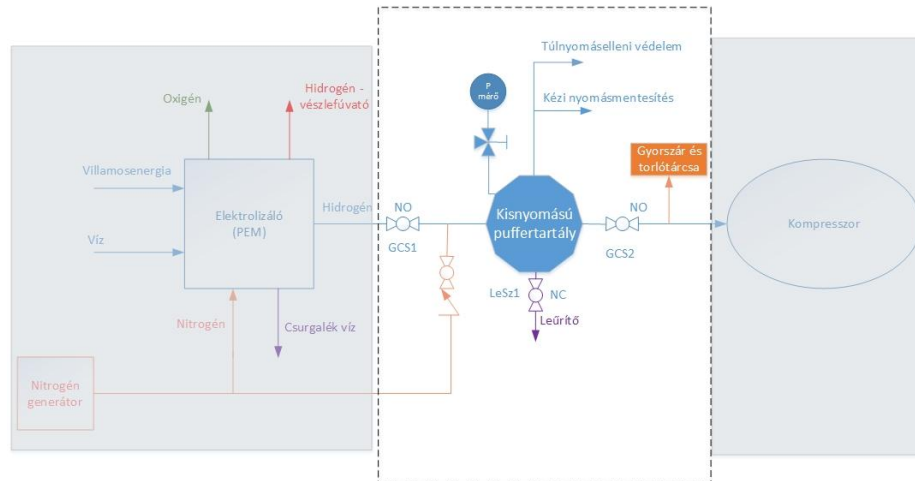 Túlnyomáselleni védelem
Hidrogén -
vészlefúvató
Oxigén
P
mérő
Kézi nyomásmentesítés
Gyorszár és
torlótárcsa
Villamosenergia
Elektrolizáló
(PEM)
Hidrogén
NO
GCS1
Kisnyomású
puffertartály
NO
GCS2
Kompresszor
Víz
LeSz1
NC
Leűrítő
Nitrogén
Csurgalék víz
Nitrogén
generátor